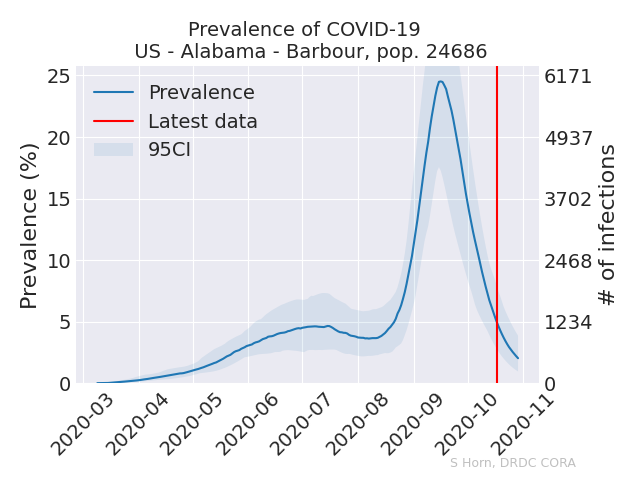 Prevalence of COVID-19
US - Alabama - Barbour, pop. 24686
Prevalence
Latest data
95CI
Prevalence (%)
25
20
15
10
5
0
6171
4937
3702
2468
1234
0
# of infections
2020-03
2020-04
2020-05
2020-06
2020-07
2020-08
2020-09
2020-10
2020-11
S Horn, DRDC CORA